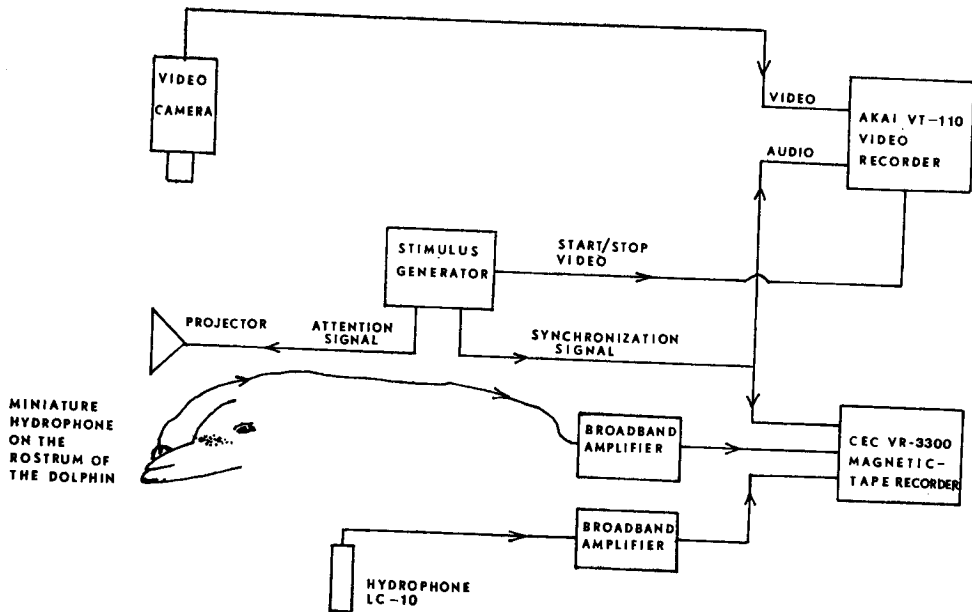 VIDEO
CAMERA
VIDEO
AKAI VT-110
VIDEO
RECORDER
AUDIO
STIMULUS
GENERATOR
START/STOP
VIDEO
PROJECTOR
ATTENTION
SIGNAL
SYNCHRONIZATION
SIGNAL
MINIATURE
HYDROPHONE
ON THE
ROSTRUM OF
THE DOLPHIN
BROADBAND
AMPLIFIER
CEC VR-3300
MAGNETIC-
TAPE RECORDER
BROADBAND
AMPLIFIER
HYDROPHONE
LC-10